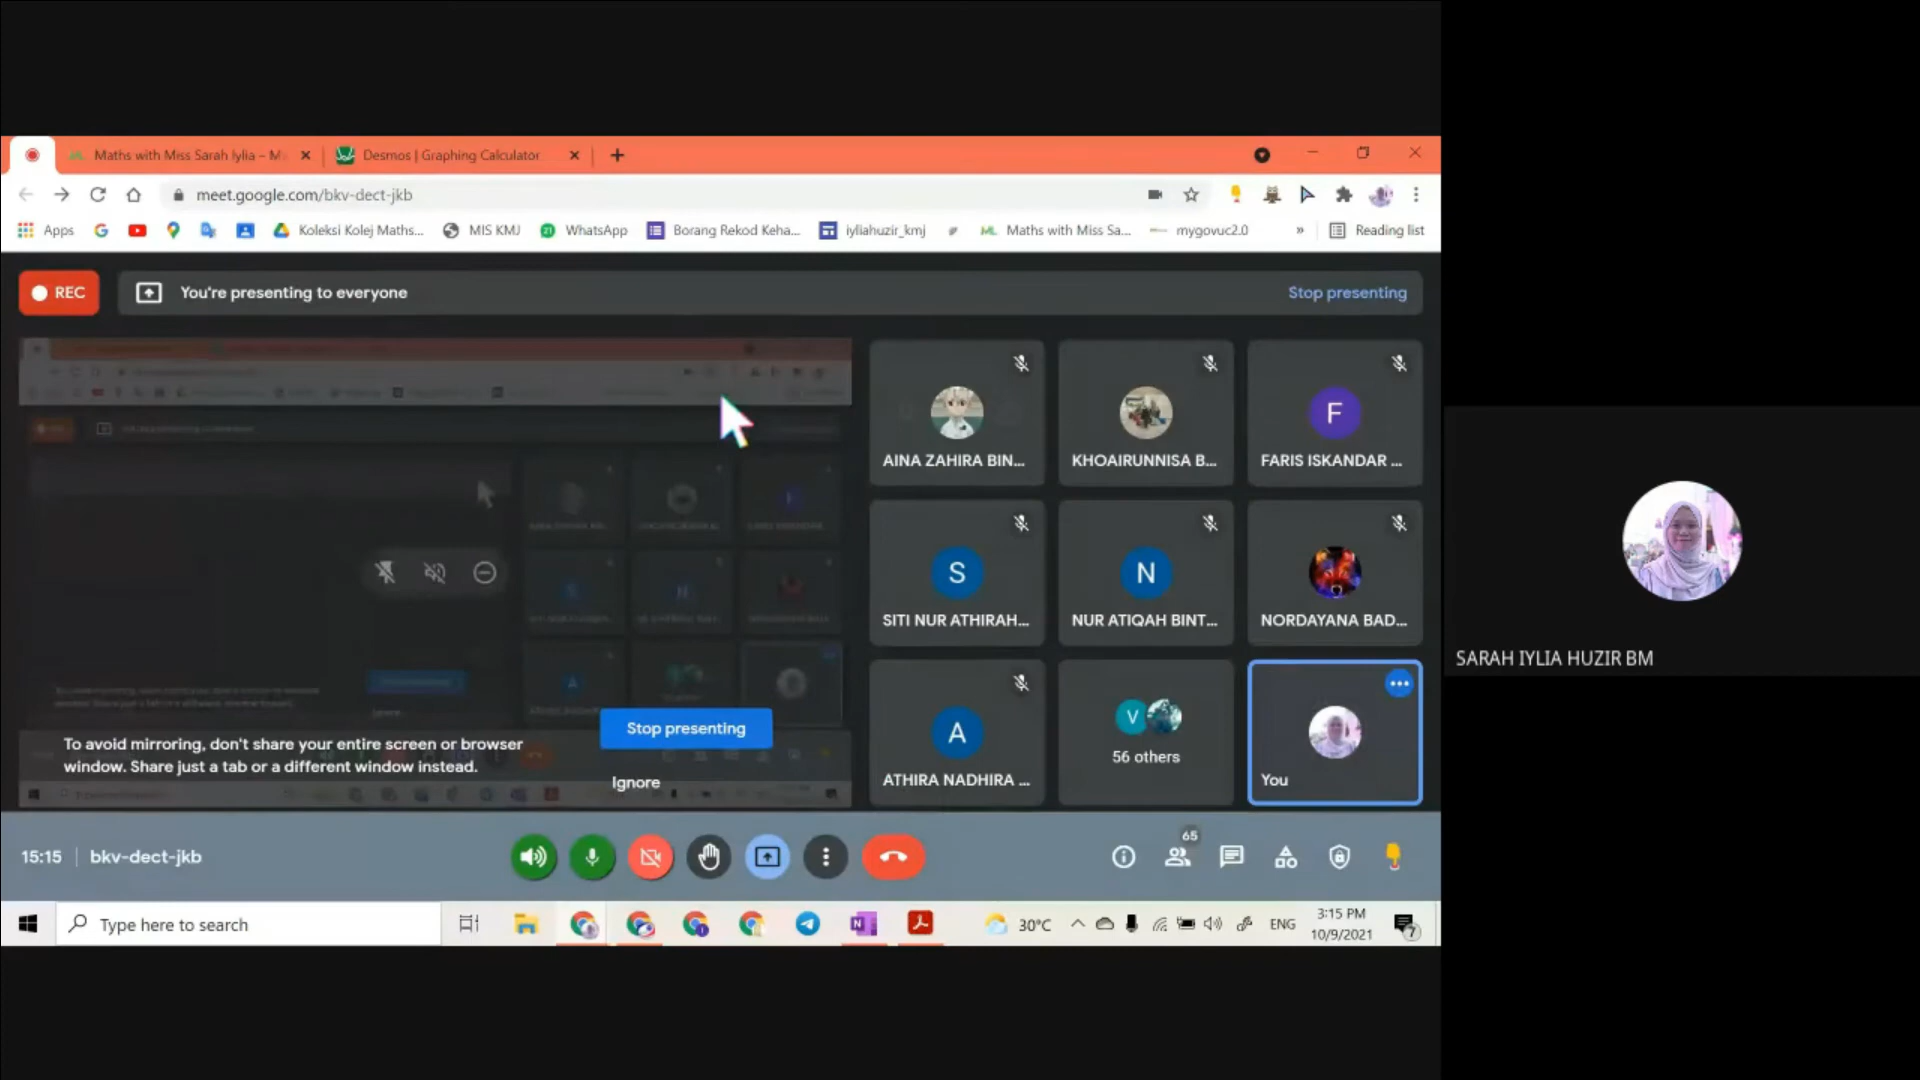 Maths with Miss Sarah Iylia – M
Desmos | Graphing Calculator
meet.google.com/bkv-dect-jkb
Apps
Koleksi Kolej Maths...
MIS KMJ
WhatsApp
Borang Rekod Keha...
iyliahuzir_kmj
Maths with Miss Sa...
mygovuc2.0
»
Reading list
REC
You're presenting to everyone
Stop presenting
AINA ZAHIRA BIN...
KHOAIRUNNISA B...
F
FARIS ISKANDAR ...
S
SITI NUR ATHIRAH...
N
NUR ATIQAH BINT...
NORDAYANA BAD...
A
ATHIRA NADHIRA ...
V
56 others
You
To avoid mirroring, don't share your entire screen or browser
window. Share just a tab or a different window instead.
Stop presenting
Ignore
SARAH IYLIA HUZIR BM
15:15
bkv-dect-jkb
65
Type here to search
30°C
ENG
3:15 PM
10/9/2021
7